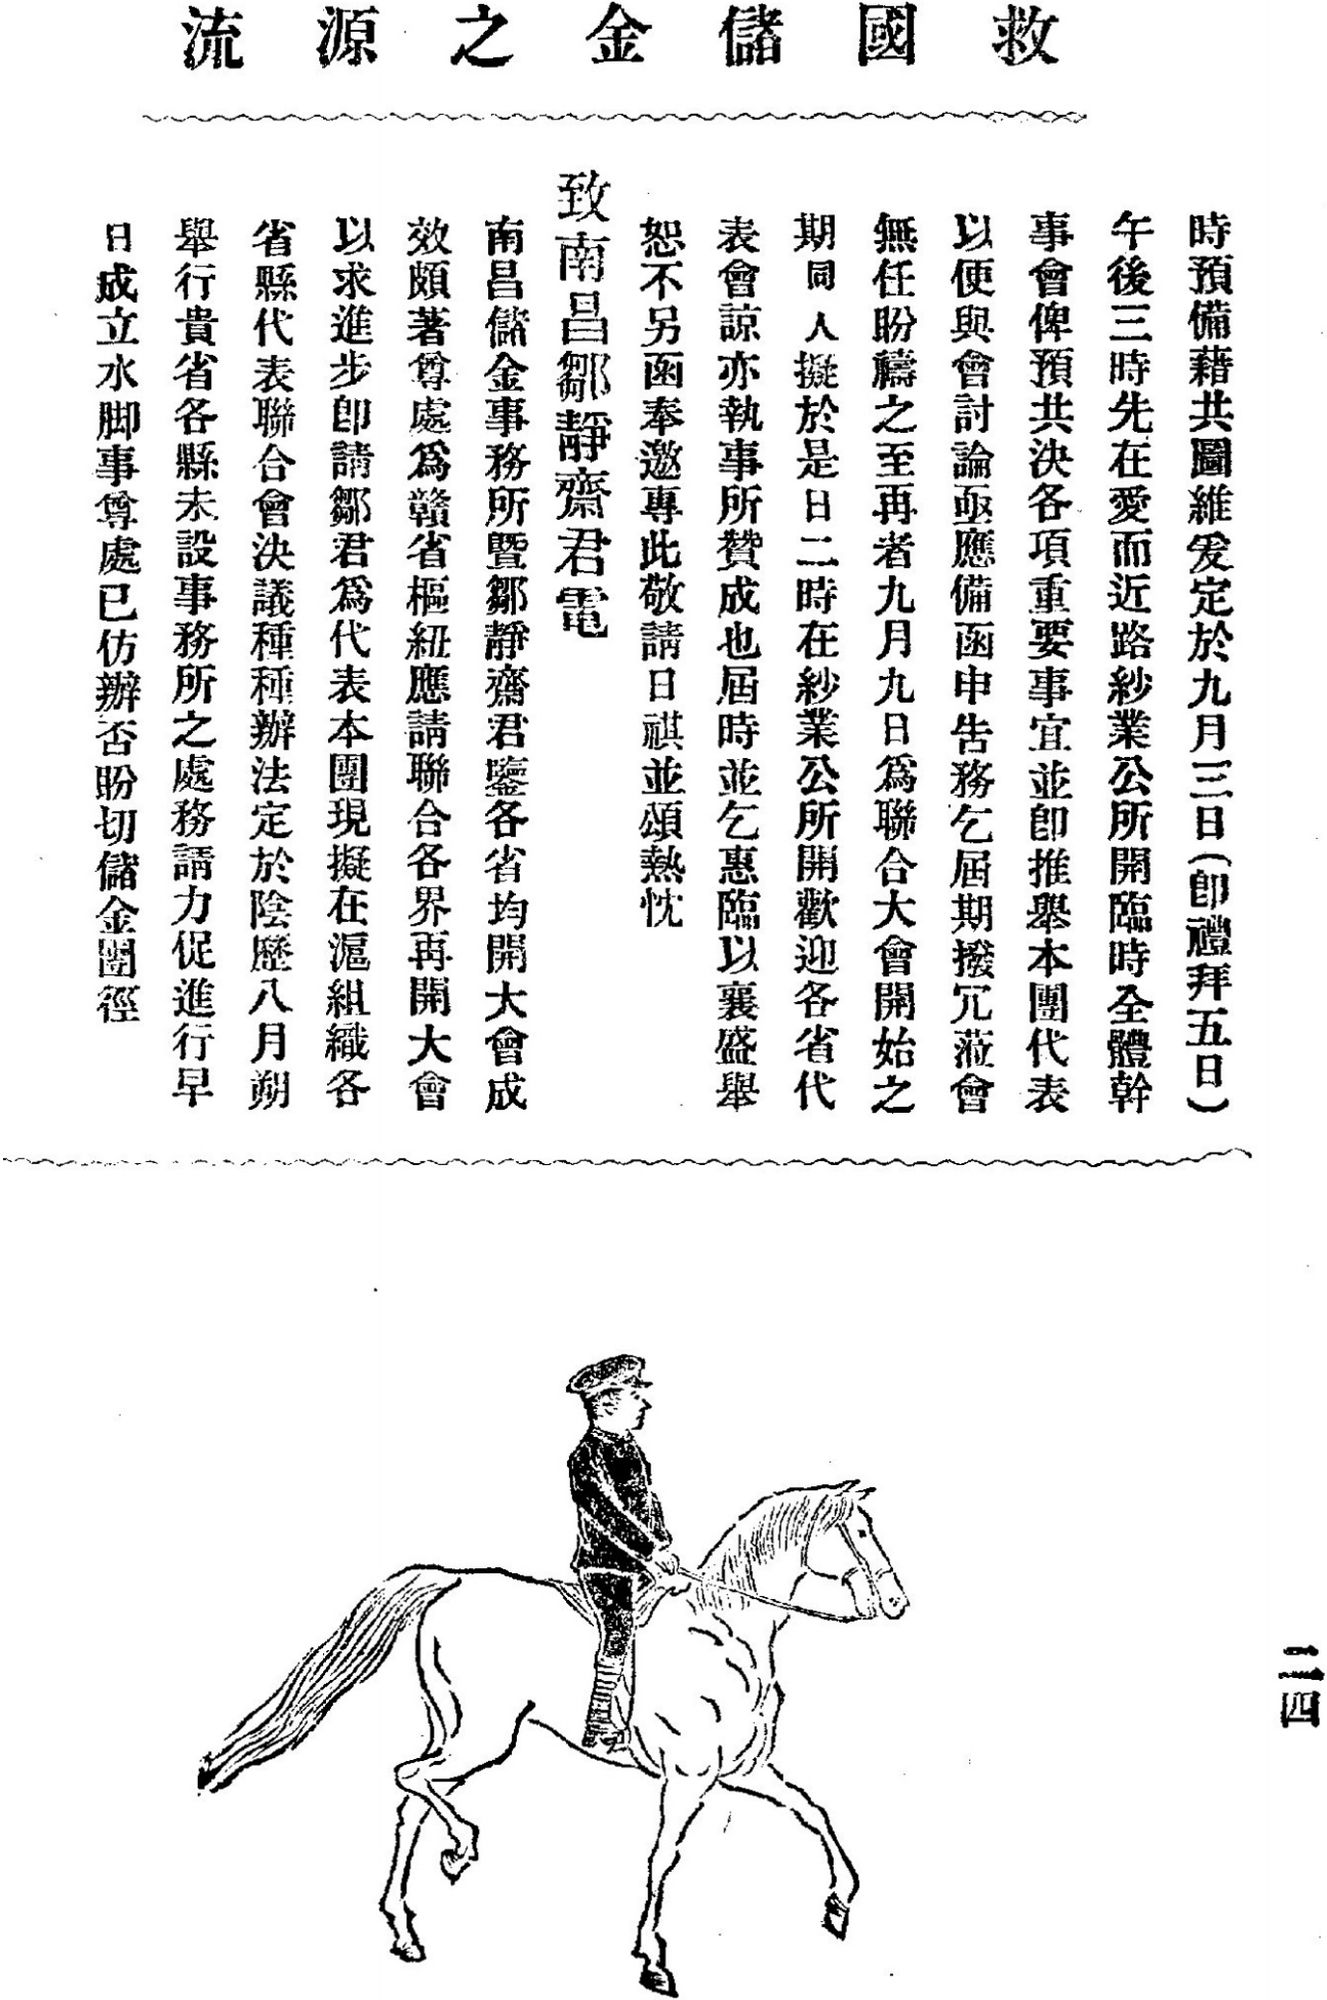 救國儲金之源流
時預備藉共圖維爰定於九月三日(卽禮拜五日)
午後三時先在愛而近路紗業公所開臨時全體幹
事會俾預共決各項重要事宜並卽推舉本團代表
以便與會討論亟應備函申告務乞屆期撥冗蒞會
無任盼禱之至再者九月九日爲聯合大會開始之
期同人擬於是日二時在紗業公所開歡迎各省代
表會諒亦執事所贊成也屆時並乞惠臨以襄盛舉
恕不另函奉邀專此敬請日祺並頌熱忱
致南昌鄒靜齋君電
南昌儲金事務所暨鄒靜齋君鑒各省均開大會成
效頗著尊處爲贛省樞紐應請聯合各界再開大會
以求進步卽請鄒君爲代表本團現擬在滬組織各
省縣代表聯合會決議種種辦法定於陰歷八月朔
舉行貴省各縣未設事務所之處務請力促進行早
日成立水脚事尊處已仿辦否盼切儲金團徑
二四